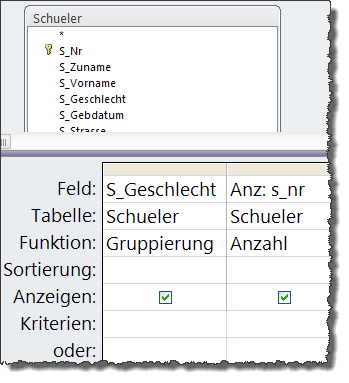 Schueler
*
S_Nr
S_Zuname
S_Vorname
S_Geschlecht
S_Gebdatum
S_Strasse
Feld: S_Geschlecht Anz: s_nr
Tabelle: Schueler Schueler
Funktion: Gruppierung Anzahl
Sortierung:
Anzeigen:
Kriterien:
oder: